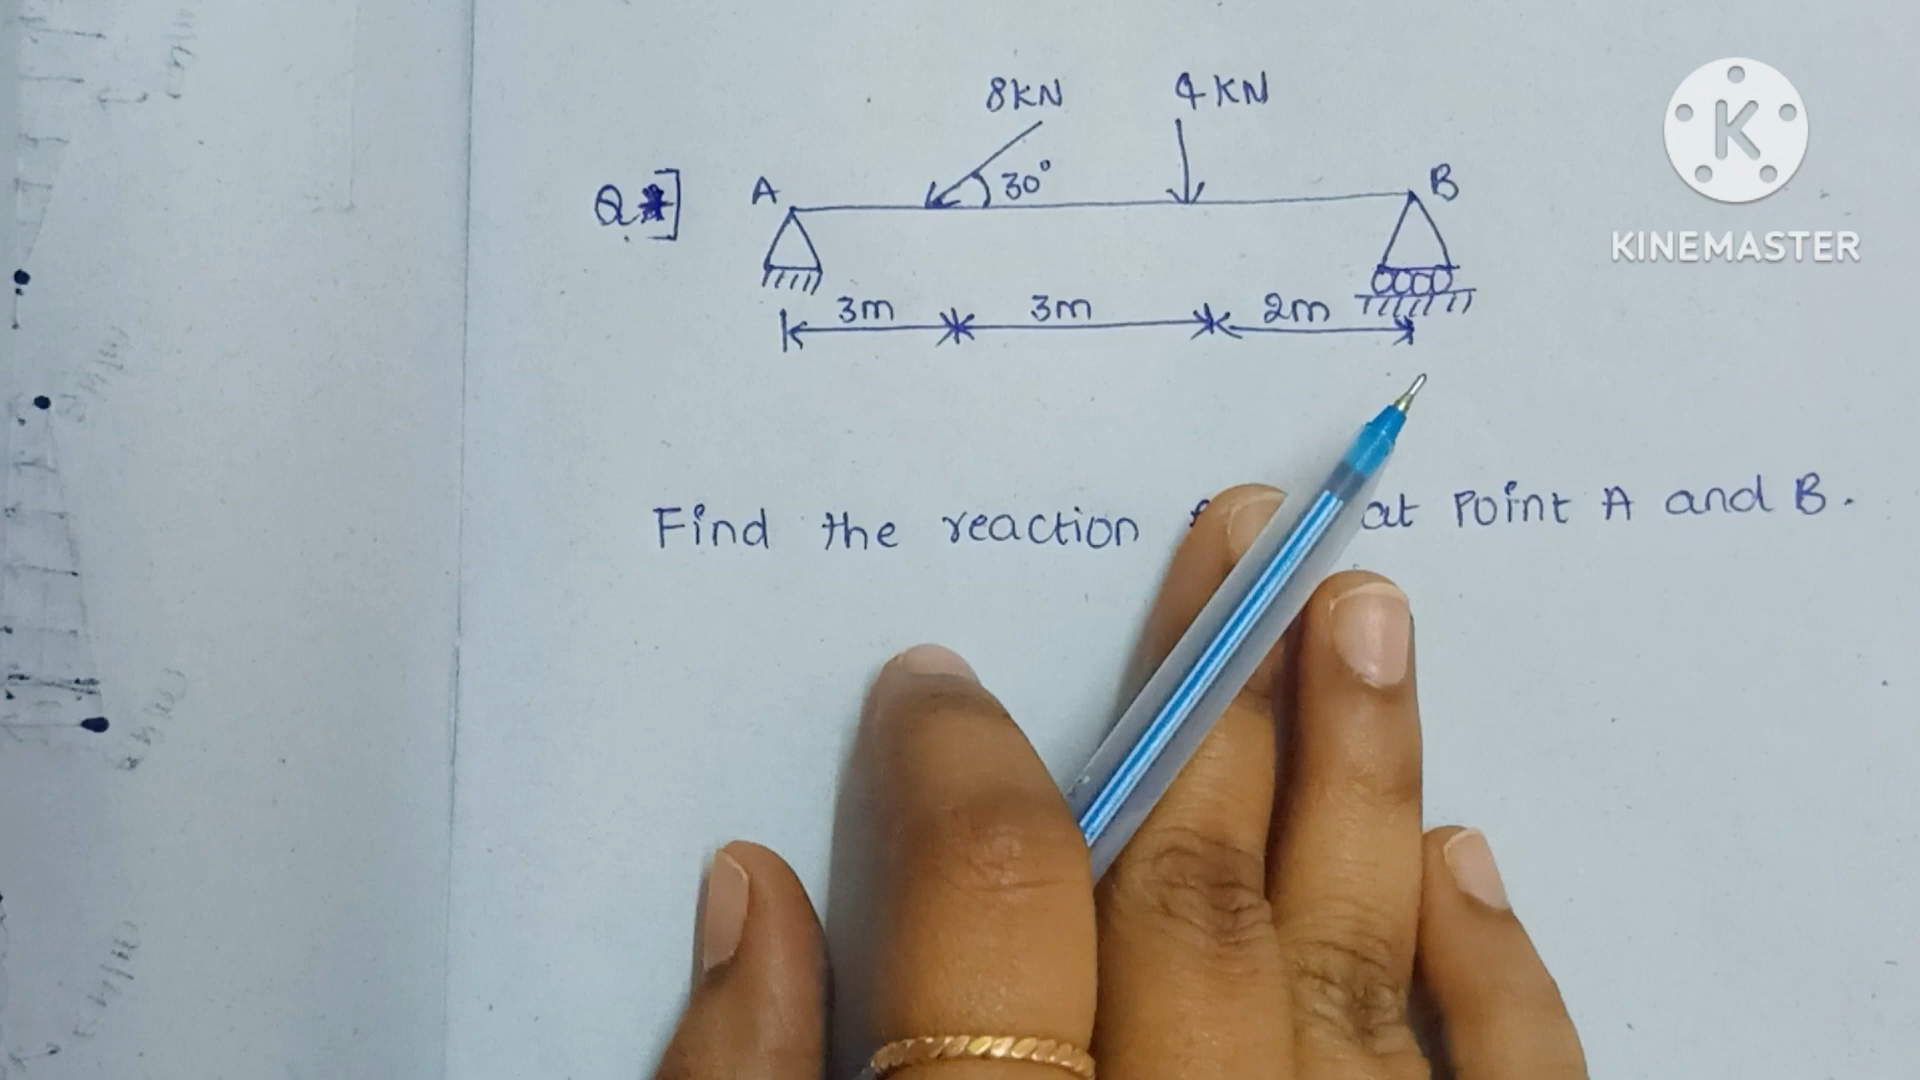 8KN 4KN
Q*] A 30° B
3m 3m 2m
Find the reaction at Point A and B.
K
KINEMASTER